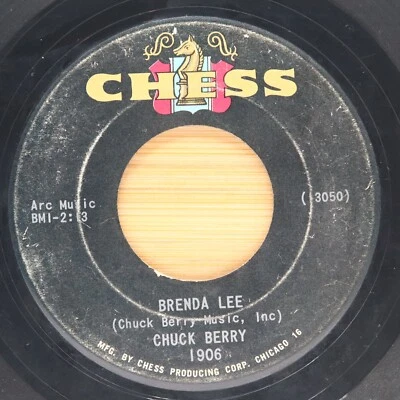 CHESS
Arc Music
BMI-2:13
( 3050)
BRENDA LEE
(Chuck Berry Music, Inc)
CHUCK BERRY
1906
MFG. BY CHESS PRODUCING CORP. CHICAGO 16